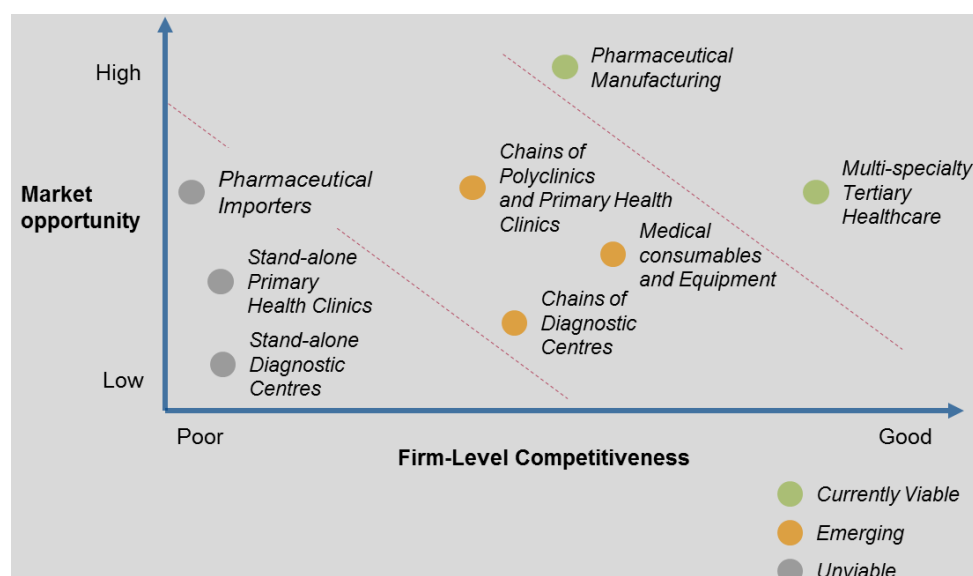 High
Pharmaceutical
Manufacturing
Market
opportunity
Pharmaceutical
Importers
Chains of
Polyclinics
and Primary Health
Clinics
Multi-specialty
Tertiary
Healthcare
Stand-alone
Primary
Health Clinics
Medical
consumables
and Equipment
Chains of
Diagnostic
Centres
Stand-alone
Diagnostic
Centres
Low
Poor
Good
Firm-Level Competitiveness
Currently Viable
Emerging
Unviable